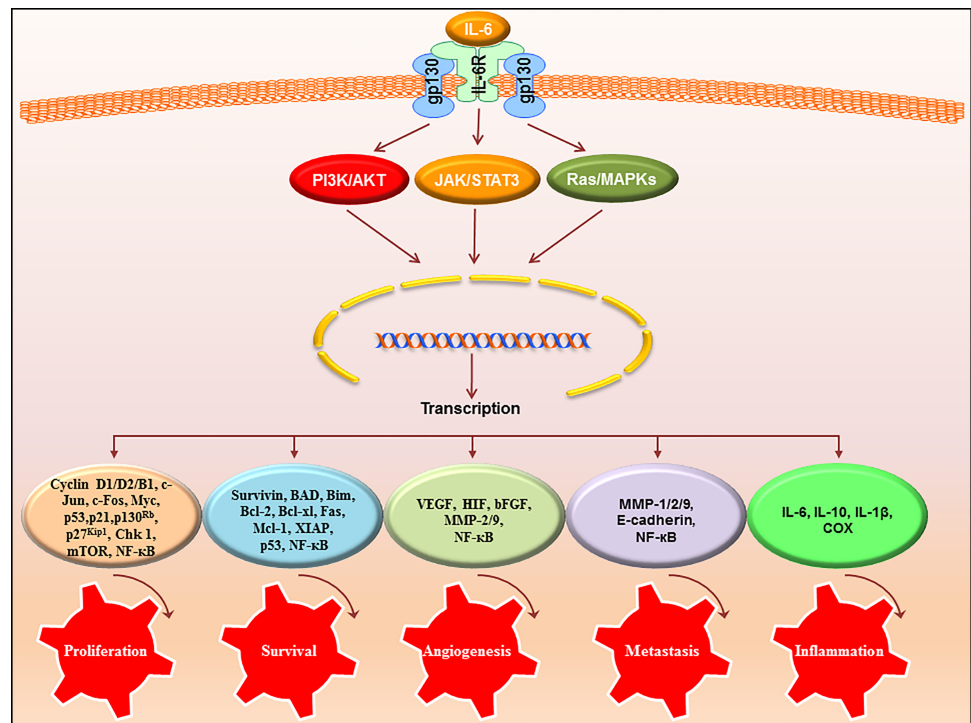 IL-6
gp130
IL-6R
gp130
PI3K/AKT
JAK/STAT3
Ras/MAPKs
Transcription
Cyclin D1/D2/B1, c-
Jun, c-Fos, Myc,
p53,p21,p130ᴿᵇ,
p27ᴷⁱᵖ¹, Chk 1,
mTOR, NF-κB
Survivin, BAD, Bim,
Bcl-2, Bcl-xl, Fas,
Mcl-1, XIAP,
p53, NF-κB
VEGF, HIF, bFGF,
MMP-2/9,
NF-κB
MMP-1/2/9,
E-cadherin,
NF-κB
IL-6, IL-10, IL-1β,
COX
Proliferation
Survival
Angiogenesis
Metastasis
Inflammation